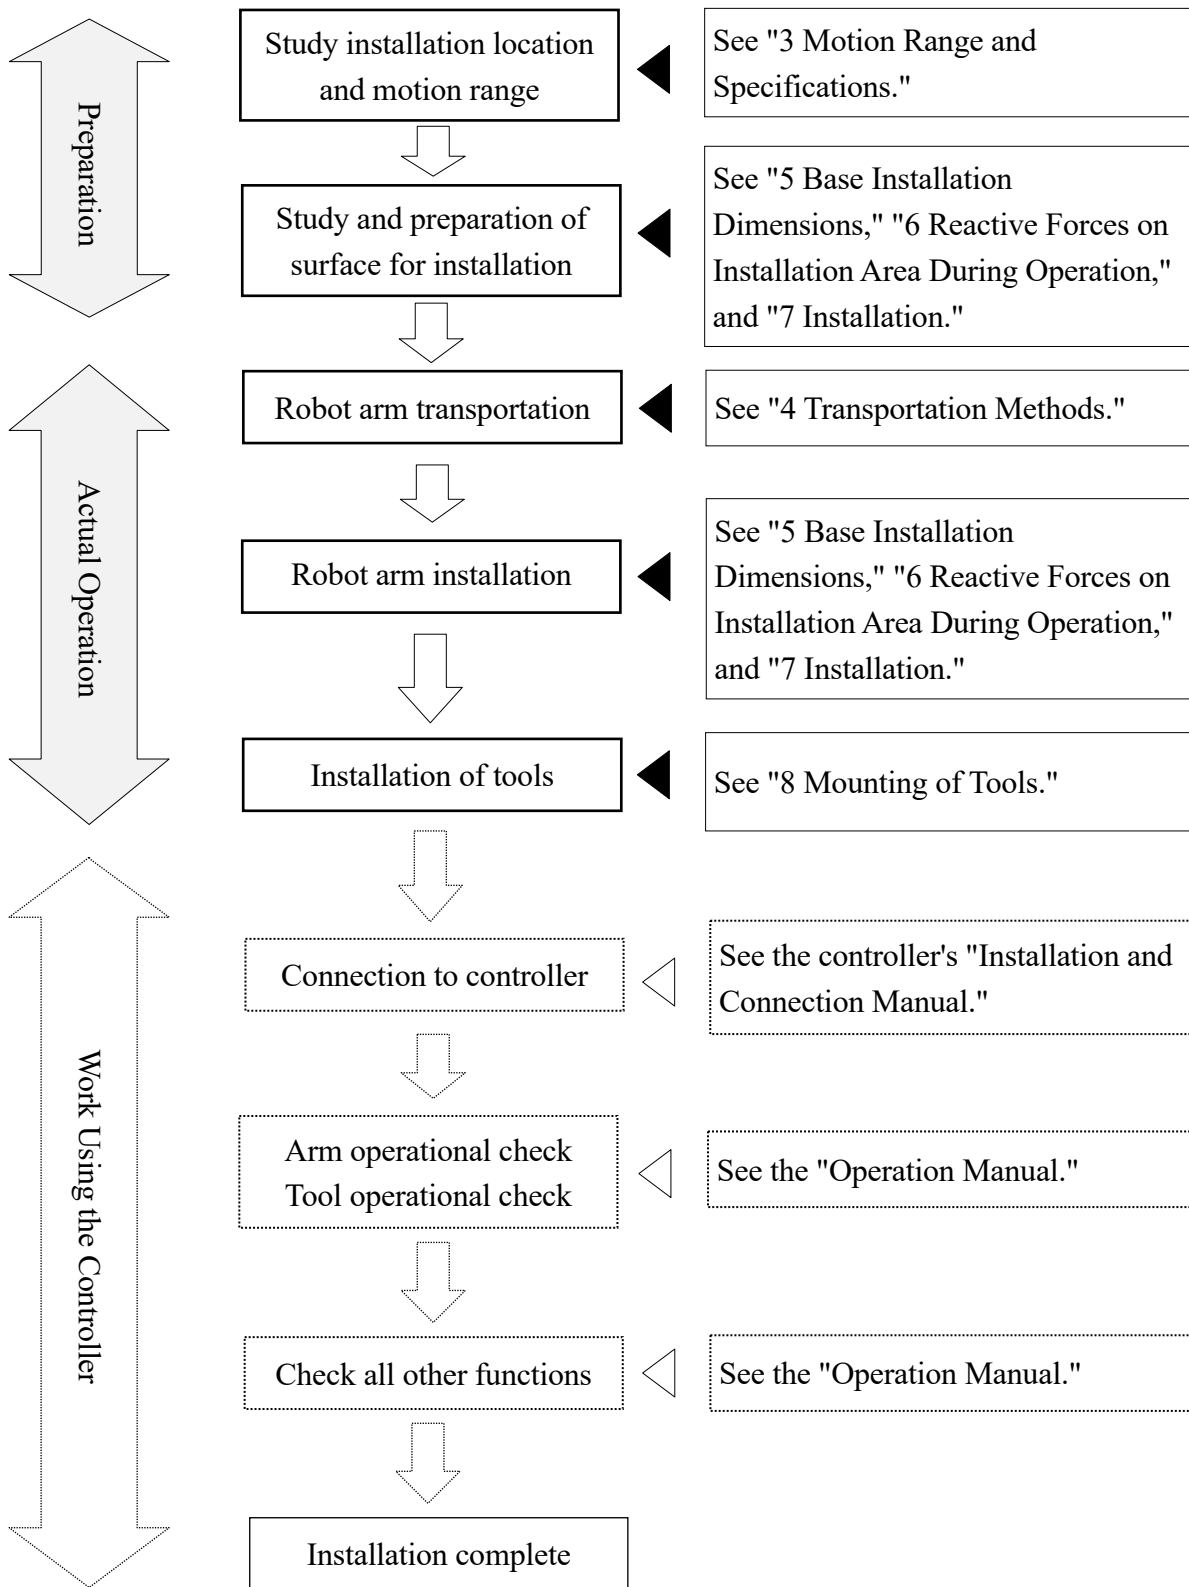 Preparation
Study installation location
and motion range
See "3 Motion Range and
Specifications."
Study and preparation of
surface for installation
See "5 Base Installation
Dimensions," "6 Reactive Forces on
Installation Area During Operation,"
and "7 Installation."
Actual Operation
Robot arm transportation
See "4 Transportation Methods."
Robot arm installation
See "5 Base Installation
Dimensions," "6 Reactive Forces on
Installation Area During Operation,"
and "7 Installation."
Installation of tools
See "8 Mounting of Tools."
Work Using the Controller
Connection to controller
See the controller's "Installation and
Connection Manual."
Arm operational check
Tool operational check
See the "Operation Manual."
Check all other functions
See the "Operation Manual."
Installation complete